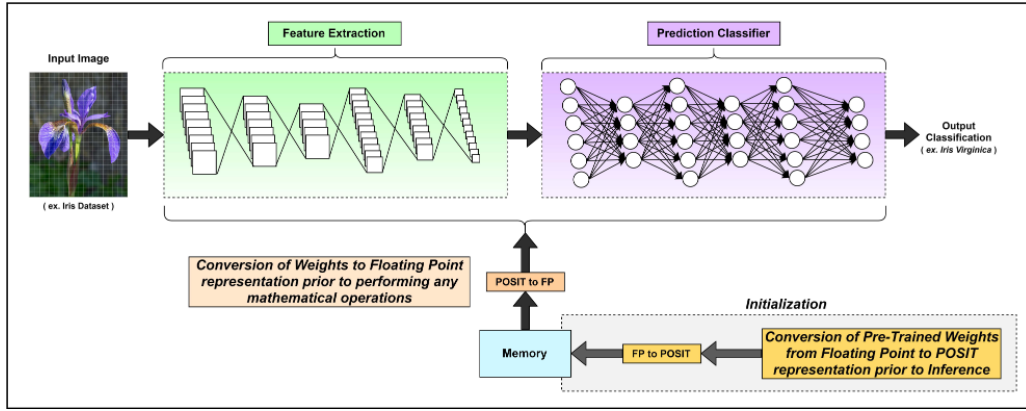 Feature Extraction
Prediction Classifier
Input Image
( ex. Iris Dataset )
Output
Classification
( ex. Iris Virginica )
Conversion of Weights to Floating Point
representation prior to performing any
mathematical operations
POSIT to FP
Initialization
Memory
FP to POSIT
Conversion of Pre-Trained Weights
from Floating Point to POSIT
representation prior to Inference